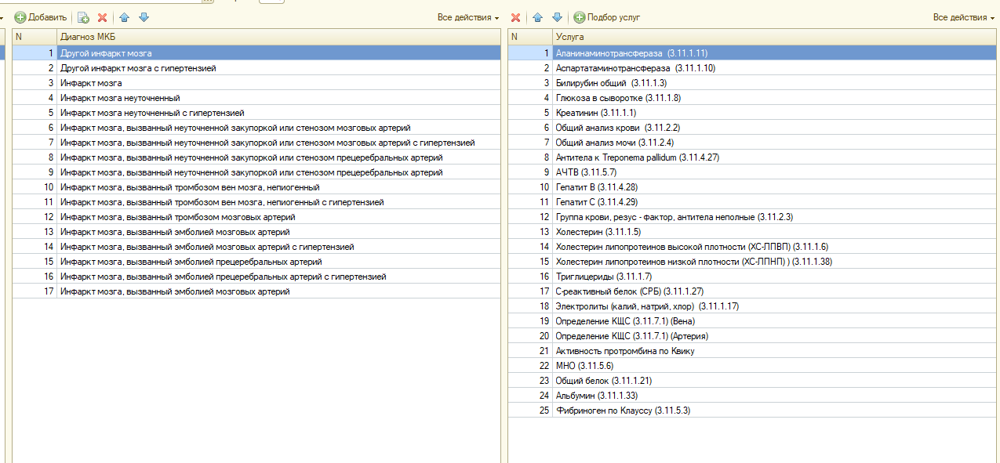 Добавить
Все действия
N Диагноз МКБ
1 Другой инфаркт мозга
2 Другой инфаркт мозга с гипертензией
3 Инфаркт мозга
4 Инфаркт мозга неуточненный
5 Инфаркт мозга неуточненный с гипертензией
6 Инфаркт мозга, вызванный неуточненной закупоркой или стенозом мозговых артерий
7 Инфаркт мозга, вызванный неуточненной закупоркой или стенозом мозговых артерий с гипертензией
8 Инфаркт мозга, вызванный неуточненной закупоркой или стенозом прецеребральных артерий
9 Инфаркт мозга, вызванный неуточненной закупоркой или стенозом прецеребральных артерий
10 Инфаркт мозга, вызванный тромбозом вен мозга, непиогенный
11 Инфаркт мозга, вызванный тромбозом вен мозга, непиогенный с гипертензией
12 Инфаркт мозга, вызванный тромбозом мозговых артерий
13 Инфаркт мозга, вызванный эмболией мозговых артерий
14 Инфаркт мозга, вызванный эмболией мозговых артерий с гипертензией
15 Инфаркт мозга, вызванный эмболией прецеребральных артерий
16 Инфаркт мозга, вызванный эмболией прецеребральных артерий с гипертензией
17 Инфаркт мозга, вызванный эмболией мозговых артерий
Подбор услуг
Все действия
N Услуга
1 Аланинаминотрансфераза (3.11.1.11)
2 Аспартатаминотрансфераза (3.11.1.10)
3 Билирубин общий (3.11.1.3)
4 Глюкоза в сыворотке (3.11.1.8)
5 Креатинин (3.11.1.1)
6 Общий анализ крови (3.11.2.2)
7 Общий анализ мочи (3.11.2.4)
8 Антитела к Treponema pallidum (3.11.4.27)
9 АЧТВ (3.11.5.7)
10 Гепатит В (3.11.4.28)
11 Гепатит С (3.11.4.29)
12 Группа крови, резус - фактор, антитела неполные (3.11.2.3)
13 Холестерин (3.11.1.5)
14 Холестерин липопротеинов высокой плотности (ХС-ЛПВП) (3.11.1.6)
15 Холестерин липопротеинов низкой плотности (ХС-ЛПНП) ) (3.11.1.38)
16 Триглицериды (3.11.1.7)
17 С-реактивный белок (СРБ) (3.11.1.27)
18 Электролиты (калий, натрий, хлор) (3.11.1.17)
19 Определение КЩС (3.11.7.1) (Вена)
20 Определение КЩС (3.11.7.1) (Артерия)
21 Активность протромбина по Квику
22 МНО (3.11.5.6)
23 Общий белок (3.11.1.21)
24 Альбумин (3.11.1.33)
25 Фибриноген по Клауссу (3.11.5.3)